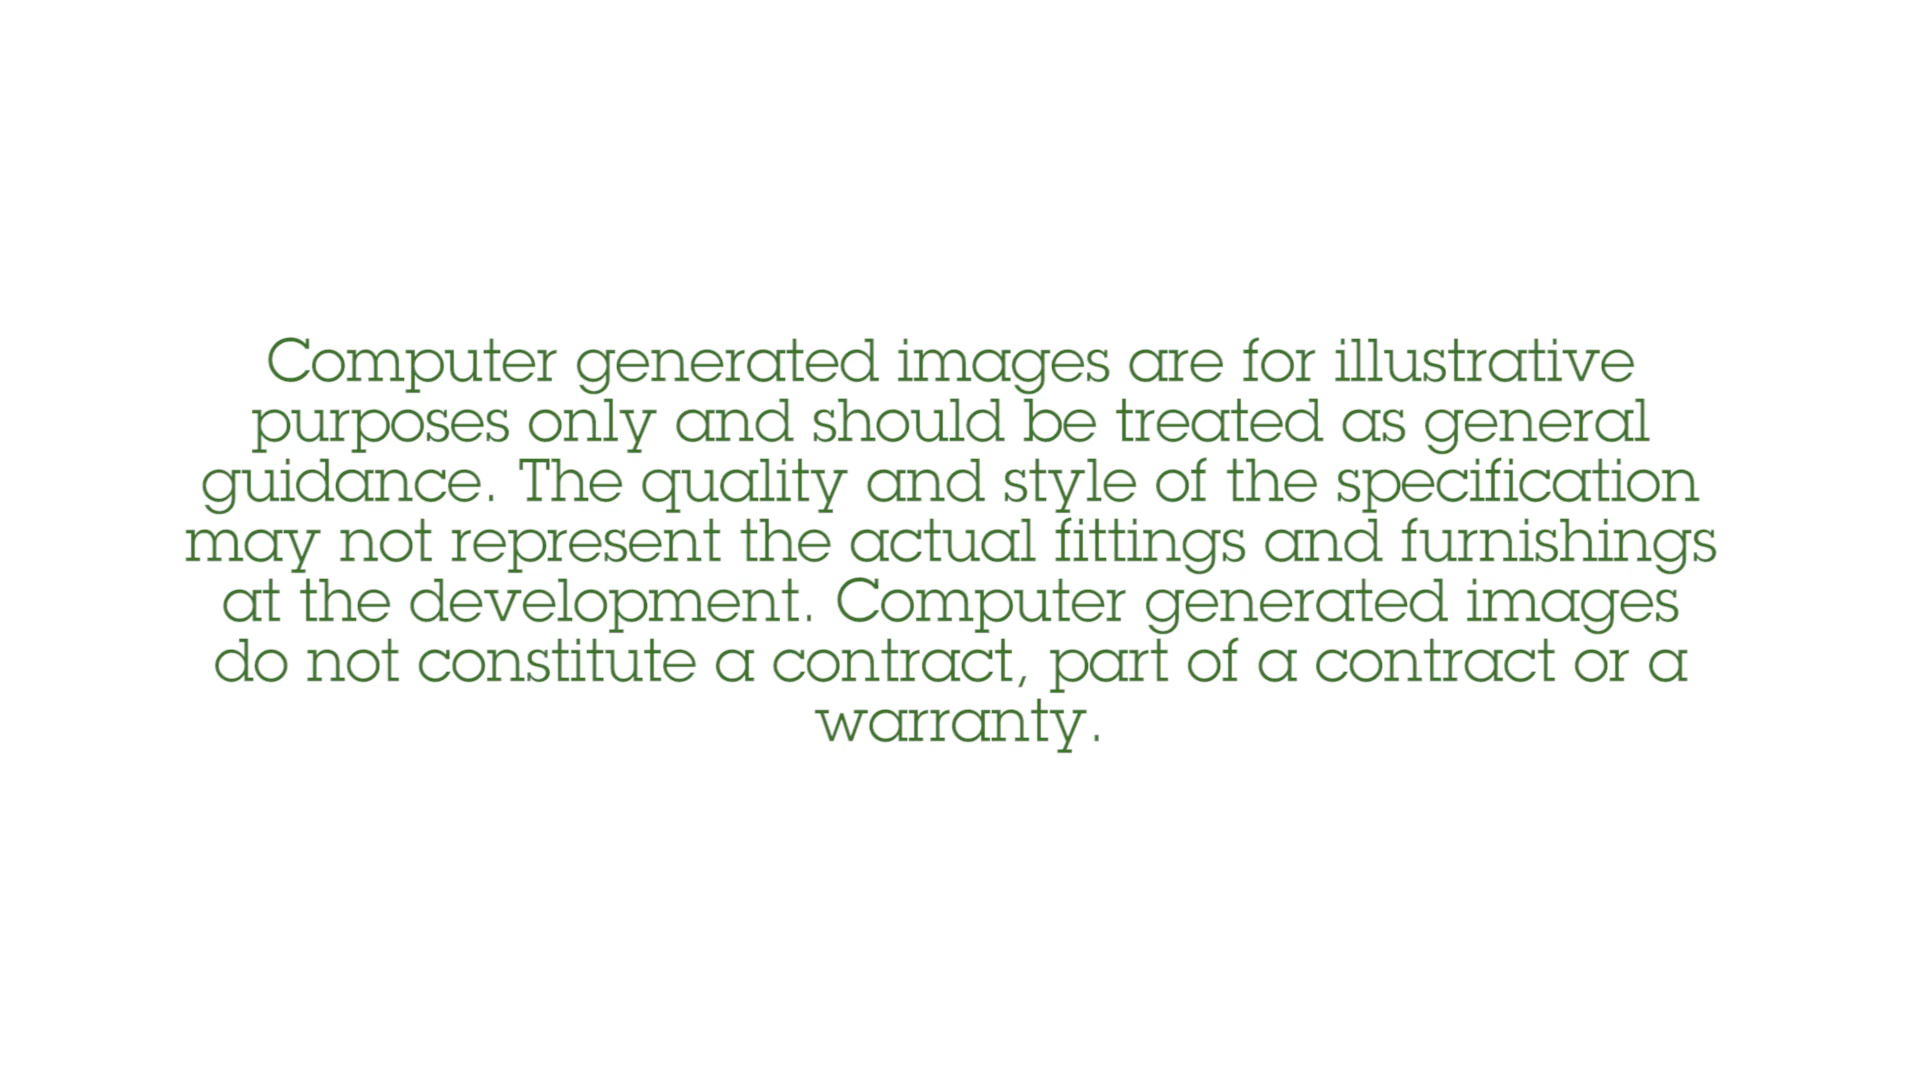 Computer generated images are for illustrative
purposes only and should be treated as general
guidance. The quality and style of the specification
may not represent the actual fittings and furnishings
at the development. Computer generated images
do not constitute a contract, part of a contract or a
warranty.